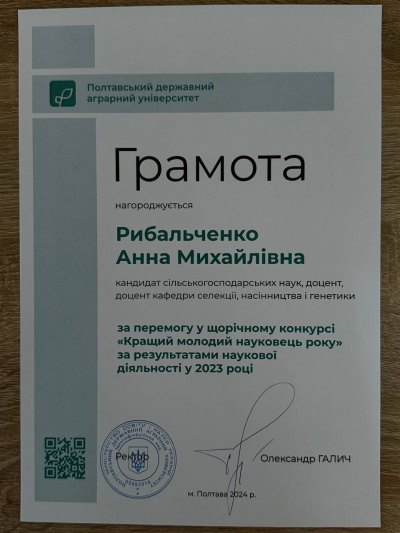 Полтавський державний
аграрний університет
Грамота
нагороджується
Рибальченко
Анна Михайлівна
кандидат сільськогосподарських наук, доцент,
доцент кафедри селекції, насінництва і генетики
за перемогу у щорічному конкурсі
«Кращий молодий науковець року»
за результатами наукової
діяльності у 2023 році
Ректор
Олександр ГАЛИЧ
м. Полтава 2024 р.